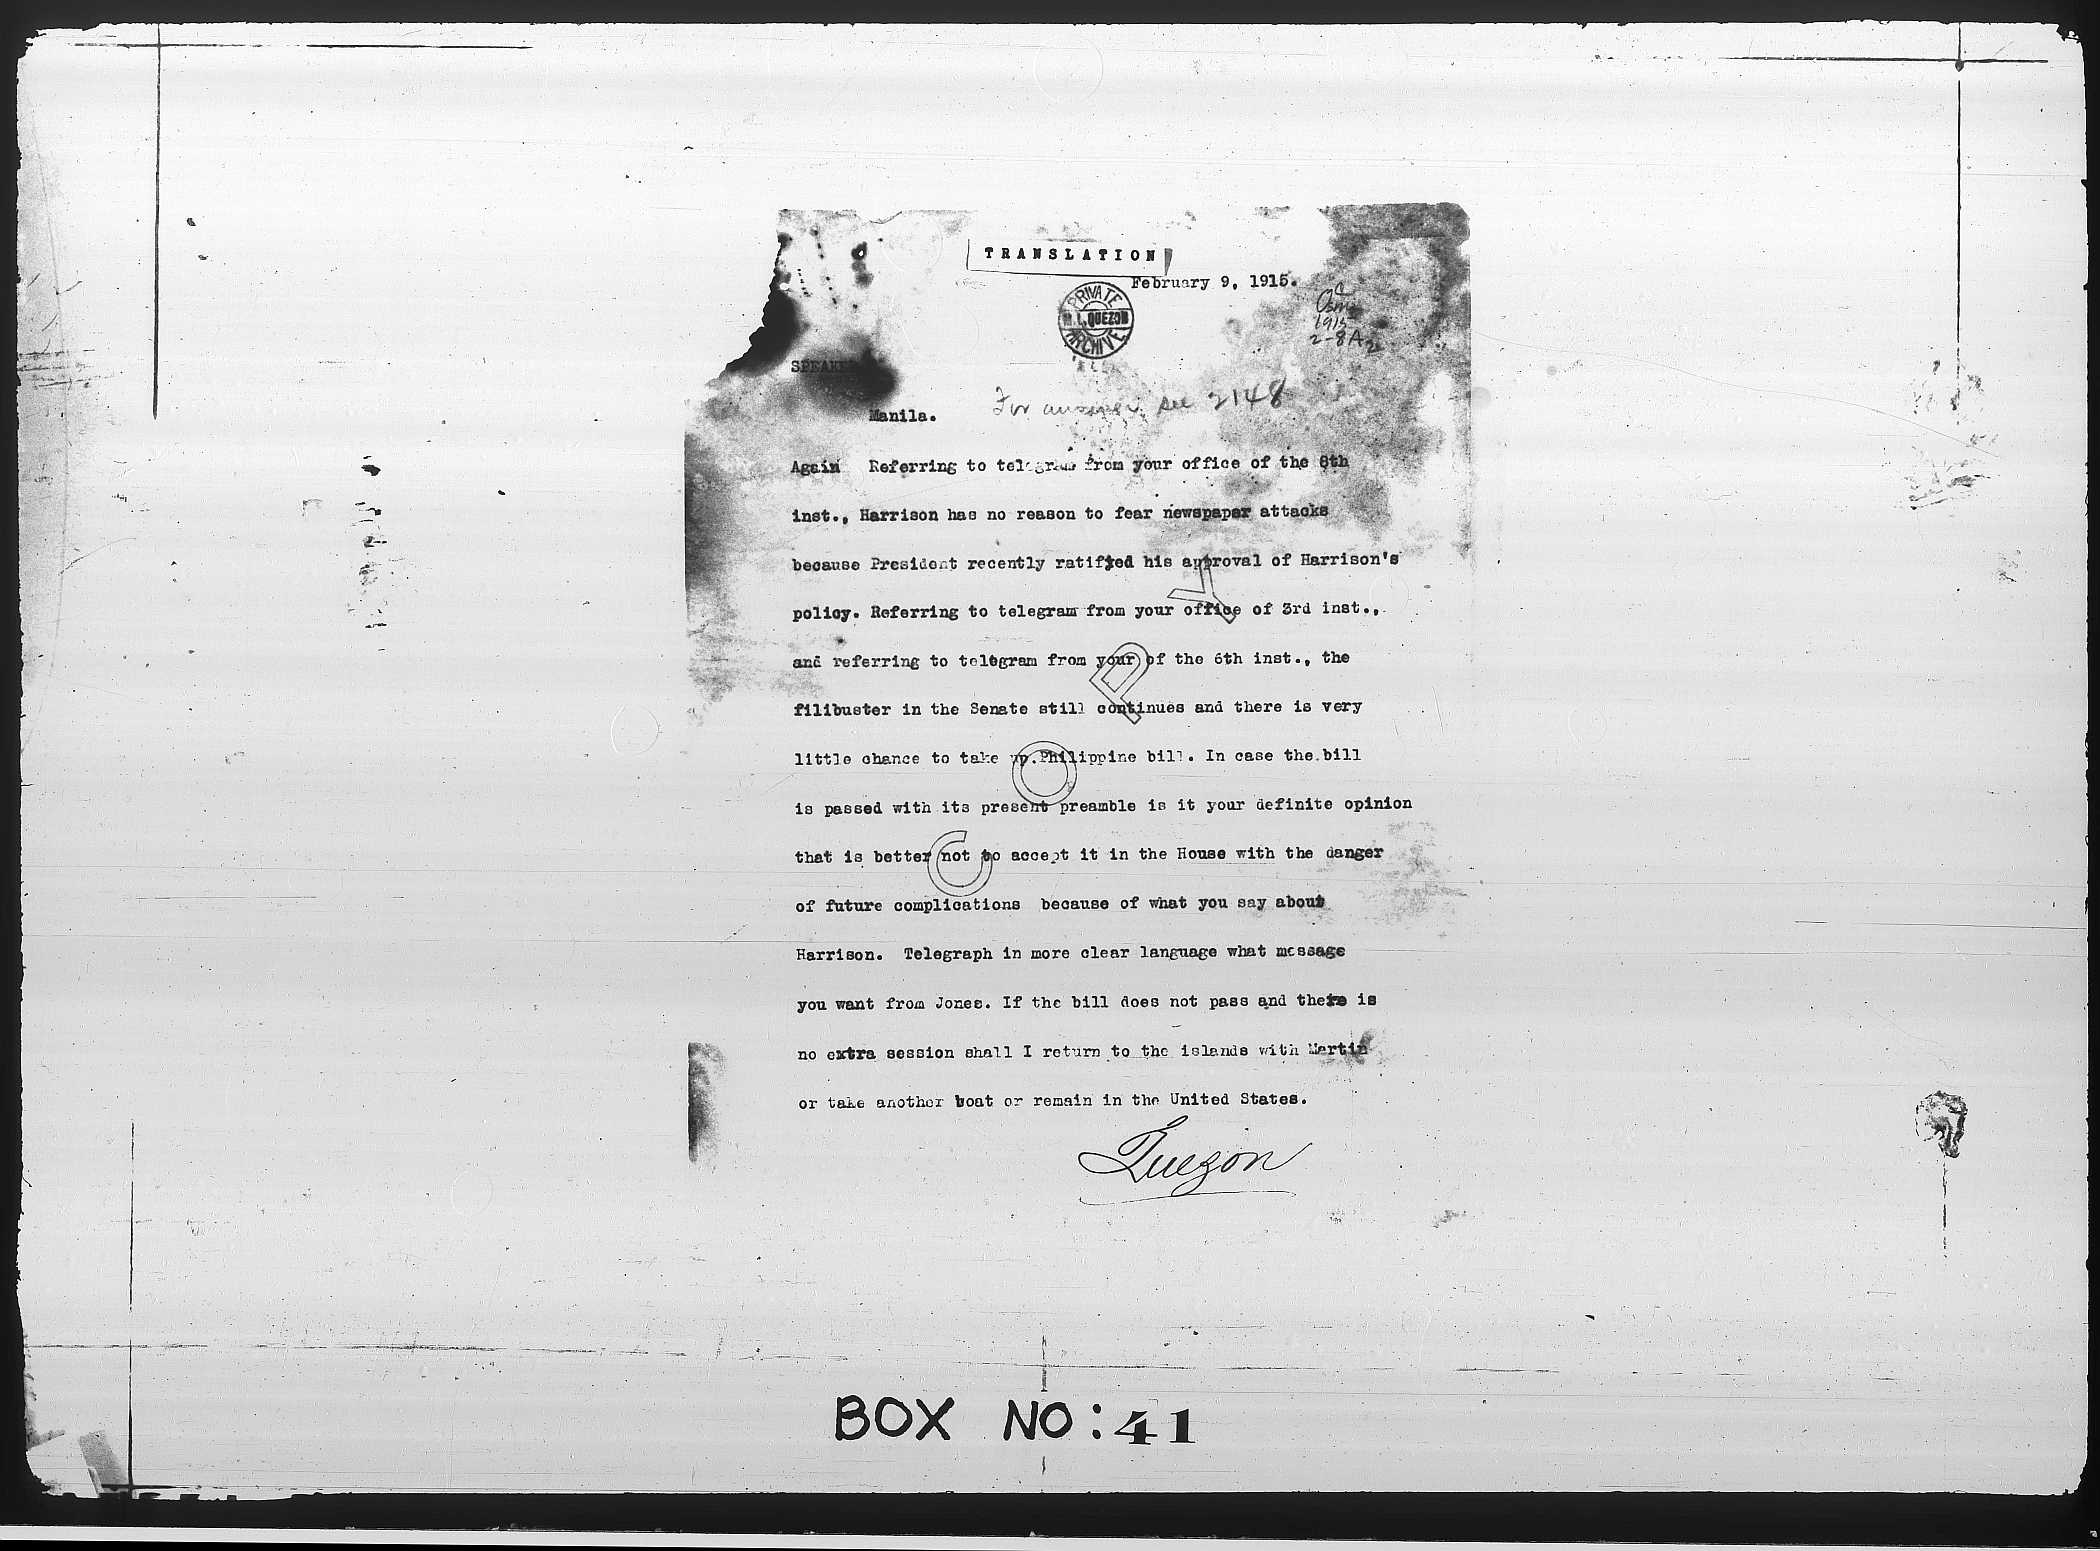 TRANSLATION
February 9, 1915.
PRIVATE
M.L. QUEZON
ARCHIVE
1915
2-8A
SPEAKER
Manila.
For answer see 2148
Again Referring to telegram from your office of the 8th
inst., Harrison has no reason to fear newspaper attacks
because President recently ratified his approval of Harrison's
policy. Referring to telegram from your office of 3rd inst.,
and referring to telegram from your of the 6th inst., the
filibuster in the Senate still continues and there is very
little chance to take up Philippine bill. In case the bill
is passed with its present preamble is it your definite opinion
that is better not to accept it in the House with the danger
of future complications because of what you say about
Harrison. Telegraph in more clear language what message
you want from Jones. If the bill does not pass and there is
no extra session shall I return to the islands with Martin
or take another boat or remain in the United States.
COPY
Quezon
BOX NO: 41